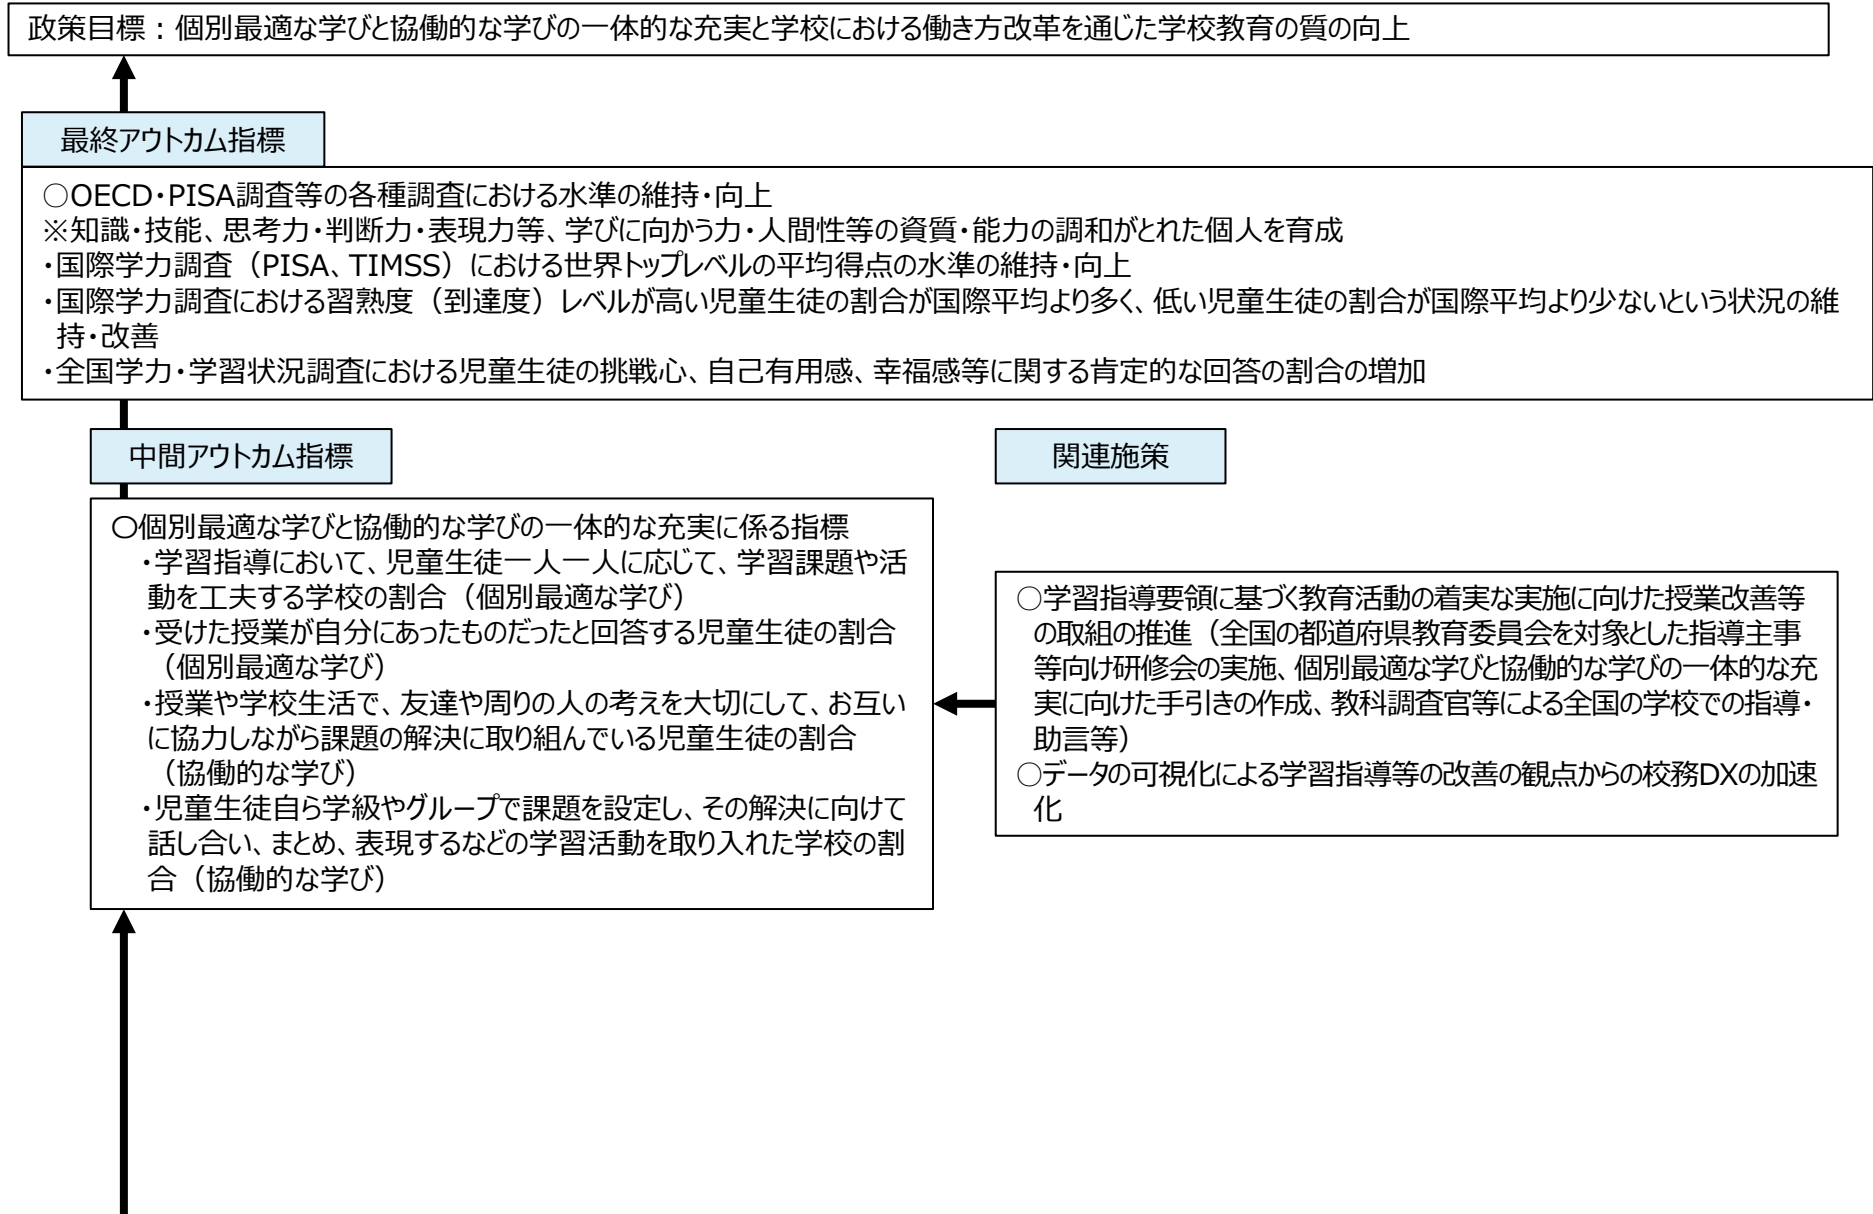 政策目標：個別最適な学びと協働的な学びの一体的な充実と学校における働き方改革を通じた学校教育の質の向上
最終アウトカム指標
○OECD・PISA調査等の各種調査における水準の維持・向上
※知識・技能、思考力・判断力・表現力等、学びに向かう力・人間性等の資質・能力の調和がとれた個人を育成
・国際学力調査（PISA、TIMSS）における世界トップレベルの平均得点の水準の維持・向上
・国際学力調査における習熟度（到達度）レベルが高い児童生徒の割合が国際平均より多く、低い児童生徒の割合が国際平均より少ないという状況の維
持・改善
・全国学力・学習状況調査における児童生徒の挑戦心、自己有用感、幸福感等に関する肯定的な回答の割合の増加
中間アウトカム指標
〇個別最適な学びと協働的な学びの一体的な充実に係る指標
・学習指導において、児童生徒一人一人に応じて、学習課題や活
動を工夫する学校の割合（個別最適な学び）
・受けた授業が自分にあったものだったと回答する児童生徒の割合
（個別最適な学び）
・授業や学校生活で、友達や周りの人の考えを大切にして、お互い
に協力しながら課題の解決に取り組んでいる児童生徒の割合
（協働的な学び）
・児童生徒自ら学級やグループで課題を設定し、その解決に向けて
話し合い、まとめ、表現するなどの学習活動を取り入れた学校の割
合（協働的な学び）
関連施策
○学習指導要領に基づく教育活動の着実な実施に向けた授業改善等
の取組の推進（全国の都道府県教育委員会を対象とした指導主事
等向け研修会の実施、個別最適な学びと協働的な学びの一体的な充
実に向けた手引きの作成、教科調査官等による全国の学校での指導・
助言等）
○データの可視化による学習指導等の改善の観点からの校務DXの加速
化